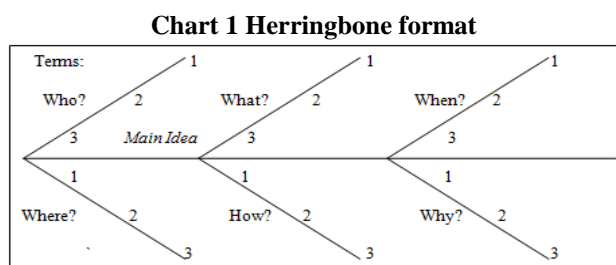 Chart 1 Herringbone format
Terms:
1 1 1
Who? 2 What? 2 When? 2
3 Main Idea 3 3
1 1 1
Where? 2 How? 2 Why? 2
3 3 3